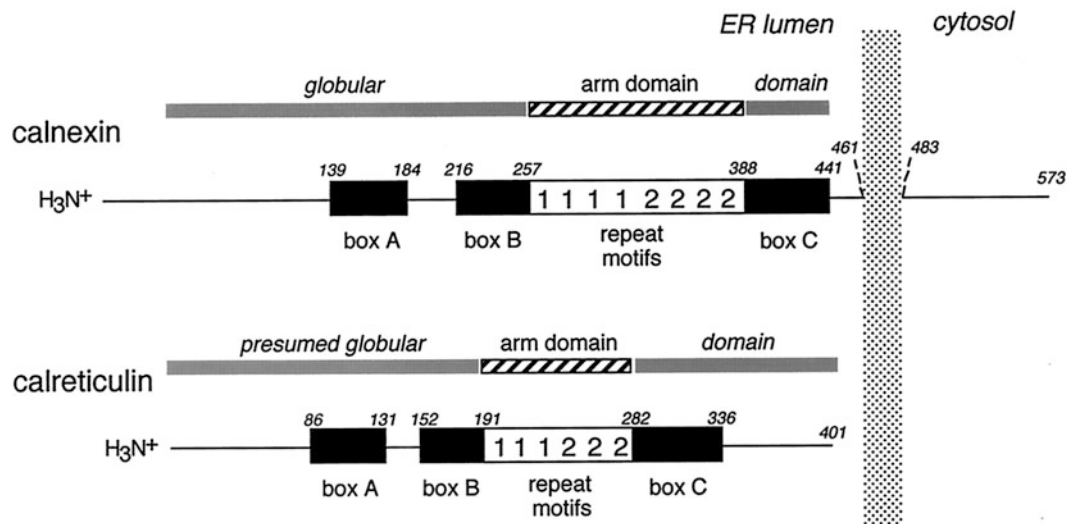 ER lumen cytosol
globular arm domain domain
calnexin
139 184 216 257 388 441 461 483 573
H₃N+ 1 1 1 1 2 2 2 2
box A box B repeat motifs box C
presumed globular arm domain domain
calreticulin
86 131 152 191 282 336 401
H₃N+ 1 1 1 2 2 2
box A box B repeat motifs box C